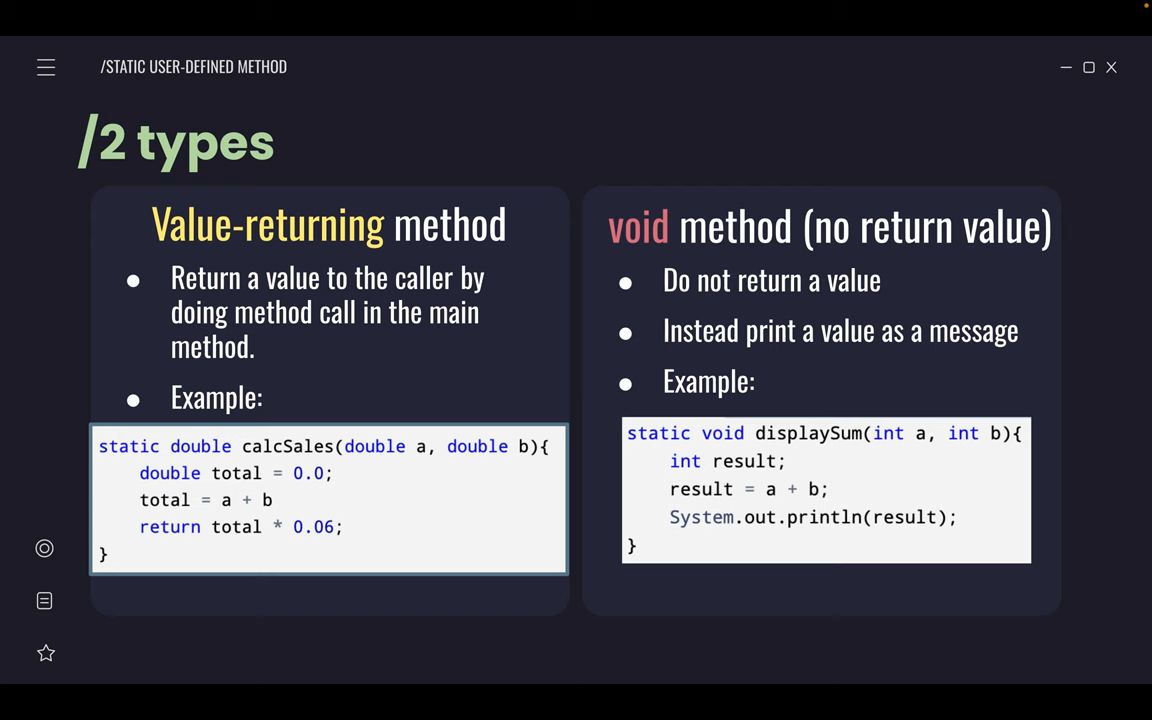 /STATIC USER-DEFINED METHOD
/2 types
Value-returning method
● Return a value to the caller by
doing method call in the main
method.
● Example:
static double calcSales(double a, double b){
    double total = 0.0;
    total = a + b
    return total * 0.06;
}
void method (no return value)
● Do not return a value
● Instead print a value as a message
● Example:
static void displaySum(int a, int b){
    int result;
    result = a + b;
    System.out.println(result);
}